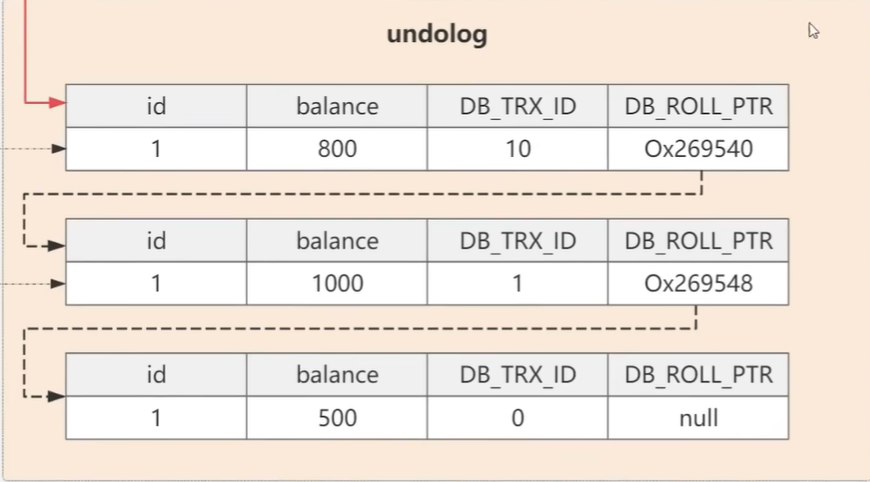 undolog
id balance DB_TRX_ID DB_ROLL_PTR
1 800 10 Ox269540
id balance DB_TRX_ID DB_ROLL_PTR
1 1000 1 Ox269548
id balance DB_TRX_ID DB_ROLL_PTR
1 500 0 null